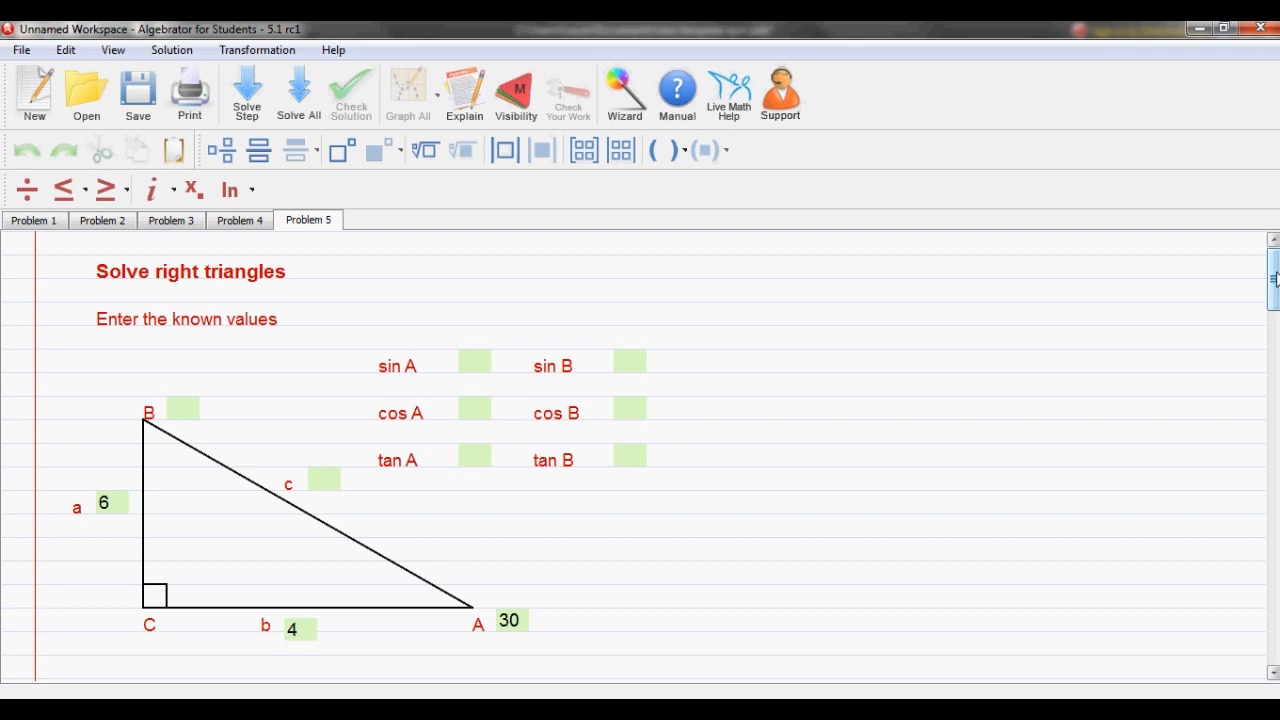 Unnamed Workspace - Algebrator for Students - 5.1 rc1
File Edit View Solution Transformation Help
New Open Save Print Solve Step Solve All Check Solution Graph All Explain Visibility Check Your Work Wizard Manual Live Math Help Support
÷ ≤ ≥ i x. ln
Problem 1 Problem 2 Problem 3 Problem 4 Problem 5
Solve right triangles
Enter the known values
sin A sin B
B cos A cos B
tan A tan B
c
a 6
C b 4 A 30